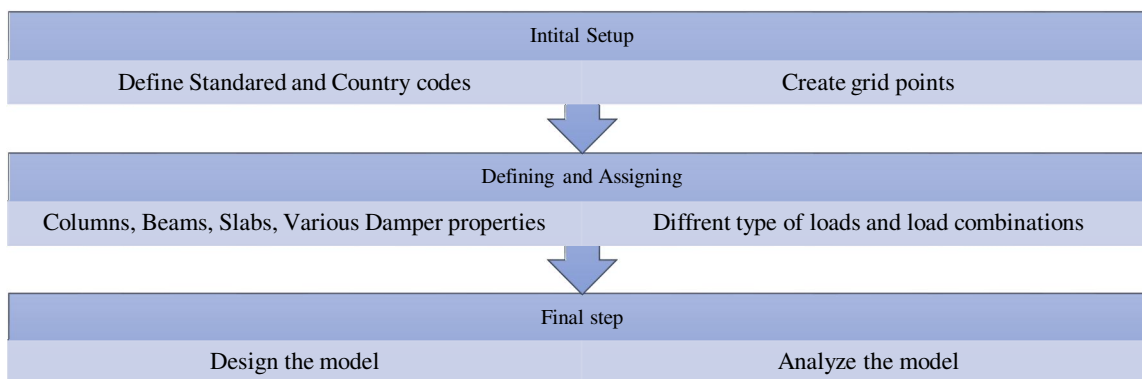 Intital Setup
Define Standared and Country codes
Create grid points
Defining and Assigning
Columns, Beams, Slabs, Various Damper properties
Diffrent type of loads and load combinations
Final step
Design the model
Analyze the model